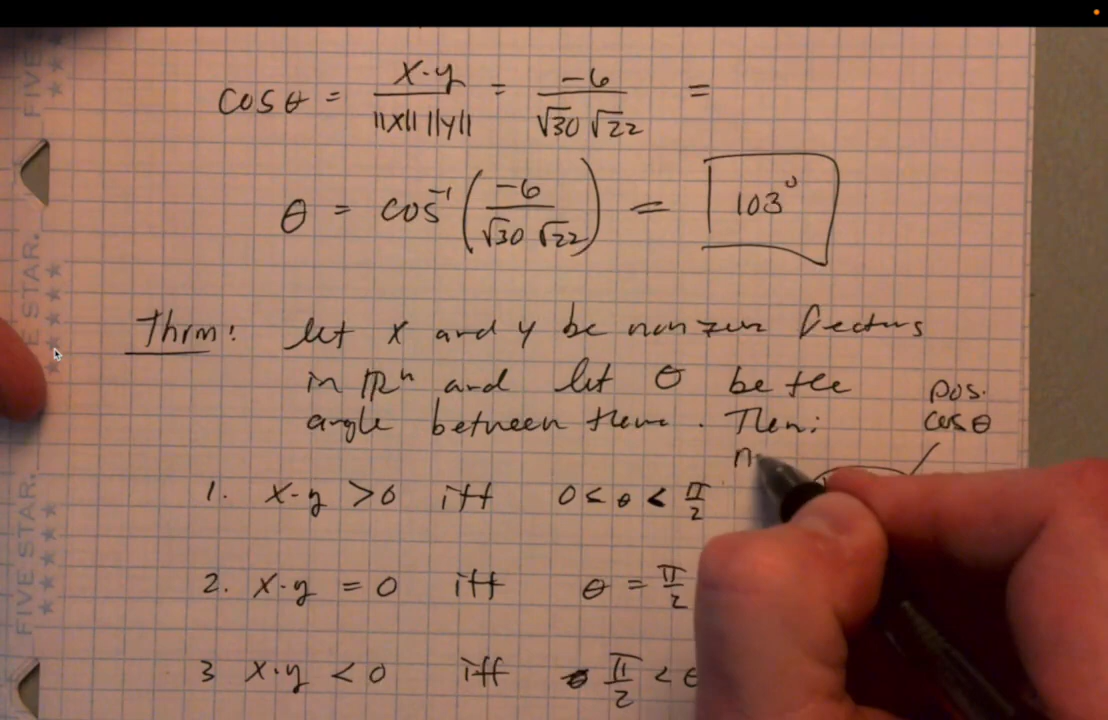 cos θ = x·y / ||x|| ||y|| = -6 / √30 √22 =
θ = cos⁻¹ ( -6 / √30 √22 ) = 103°
Thrm: let x and y be nonzero Vectors
in ℝⁿ and let θ be the
angle between them. Then:
pos.
cos θ
n
1. x·y > 0 iff 0 < θ < π/2
2. x·y = 0 iff θ = π/2
3 x·y < 0 iff π/2 < θ
FIVE STAR.
FIVE STAR.
FIVE